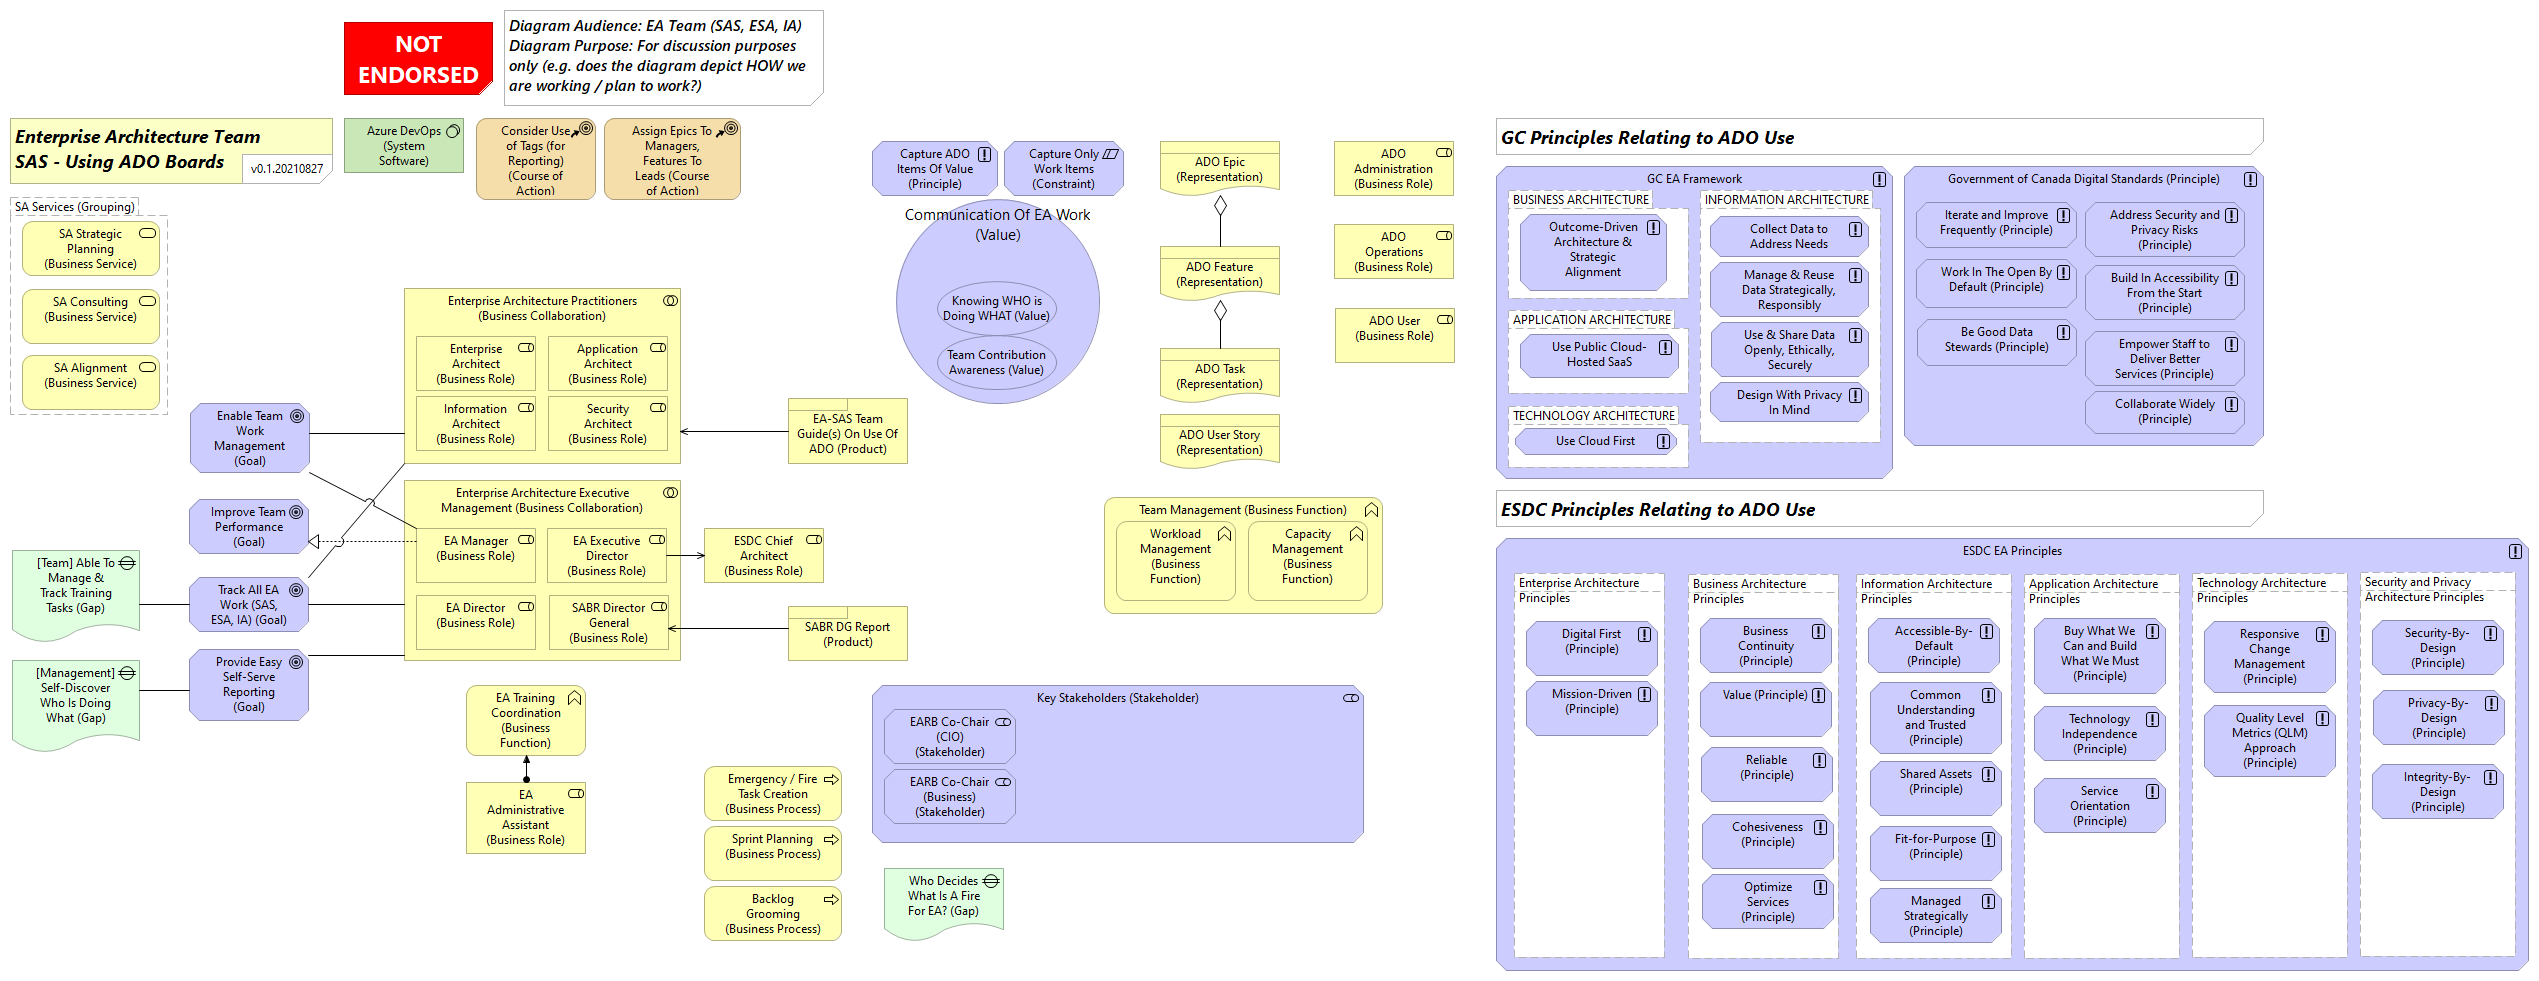 NOT
ENDORSED
Diagram Audience: EA Team (SAS, ESA, IA)
Diagram Purpose: For discussion purposes
only (e.g. does the diagram depict HOW we
are working / plan to work?)
Enterprise Architecture Team
SAS - Using ADO Boards
v0.1.20210827
Azure DevOps
(System
Software)
Consider Use
of Tags (for
Reporting)
(Course of
Action)
Assign Epics To
Managers,
Features To
Leads (Course
of Action)
SA Services (Grouping)
SA Strategic
Planning
(Business Service)
SA Consulting
(Business Service)
SA Alignment
(Business Service)
Capture ADO
Items Of Value
(Principle)
Capture Only
Work Items
(Constraint)
Communication Of EA Work
(Value)
Knowing WHO is
Doing WHAT (Value)
Team Contribution
Awareness (Value)
ADO Epic
(Representation)
ADO Feature
(Representation)
ADO Task
(Representation)
ADO User Story
(Representation)
ADO
Administration
(Business Role)
ADO
Operations
(Business Role)
ADO User
(Business Role)
Enterprise Architecture Practitioners
(Business Collaboration)
Enterprise
Architect
(Business Role)
Application
Architect
(Business Role)
Information
Architect
(Business Role)
Security
Architect
(Business Role)
EA-SAS Team
Guide(s) On Use Of
ADO (Product)
Enable Team
Work
Management
(Goal)
Improve Team
Performance
(Goal)
Track All EA
Work (SAS,
ESA, IA) (Goal)
Provide Easy
Self-Serve
Reporting
(Goal)
[Team] Able To
Manage &
Track Training
Tasks (Gap)
[Management]
Self-Discover
Who Is Doing
What (Gap)
Enterprise Architecture Executive
Management (Business Collaboration)
EA Manager
(Business Role)
EA Executive
Director
(Business Role)
EA Director
(Business Role)
SABR Director
General
(Business Role)
ESDC Chief
Architect
(Business Role)
SABR DG Report
(Product)
Team Management (Business Function)
Workload
Management
(Business
Function)
Capacity
Management
(Business
Function)
EA Training
Coordination
(Business
Function)
EA
Administrative
Assistant
(Business Role)
Emergency / Fire
Task Creation
(Business Process)
Sprint Planning
(Business Process)
Backlog
Grooming
(Business Process)
Key Stakeholders (Stakeholder)
EARB Co-Chair
(CIO)
(Stakeholder)
EARB Co-Chair
(Business)
(Stakeholder)
Who Decides
What Is A Fire
For EA? (Gap)
GC Principles Relating to ADO Use
GC EA Framework
BUSINESS ARCHITECTURE
Outcome-Driven
Architecture &
Strategic
Alignment
APPLICATION ARCHITECTURE
Use Public Cloud-
Hosted SaaS
TECHNOLOGY ARCHITECTURE
Use Cloud First
INFORMATION ARCHITECTURE
Collect Data to
Address Needs
Manage & Reuse
Data Strategically,
Responsibly
Use & Share Data
Openly, Ethically,
Securely
Design With Privacy
In Mind
Government of Canada Digital Standards (Principle)
Iterate and Improve
Frequently (Principle)
Work In The Open By
Default (Principle)
Be Good Data
Stewards (Principle)
Address Security and
Privacy Risks
(Principle)
Build In Accessibility
From the Start
(Principle)
Empower Staff to
Deliver Better
Services (Principle)
Collaborate Widely
(Principle)
ESDC Principles Relating to ADO Use
ESDC EA Principles
Enterprise Architecture
Principles
Digital First
(Principle)
Mission-Driven
(Principle)
Business Architecture
Principles
Business
Continuity
(Principle)
Value (Principle)
Reliable
(Principle)
Cohesiveness
(Principle)
Optimize
Services
(Principle)
Information Architecture
Principles
Accessible-By-
Default
(Principle)
Common
Understanding
and Trusted
(Principle)
Shared Assets
(Principle)
Fit-for-Purpose
(Principle)
Managed
Strategically
(Principle)
Application Architecture
Principles
Buy What We
Can and Build
What We Must
(Principle)
Technology
Independence
(Principle)
Service
Orientation
(Principle)
Technology Architecture
Principles
Responsive
Change
Management
(Principle)
Quality Level
Metrics (QLM)
Approach
(Principle)
Security and Privacy
Architecture Principles
Security-By-
Design
(Principle)
Privacy-By-
Design
(Principle)
Integrity-By-
Design
(Principle)